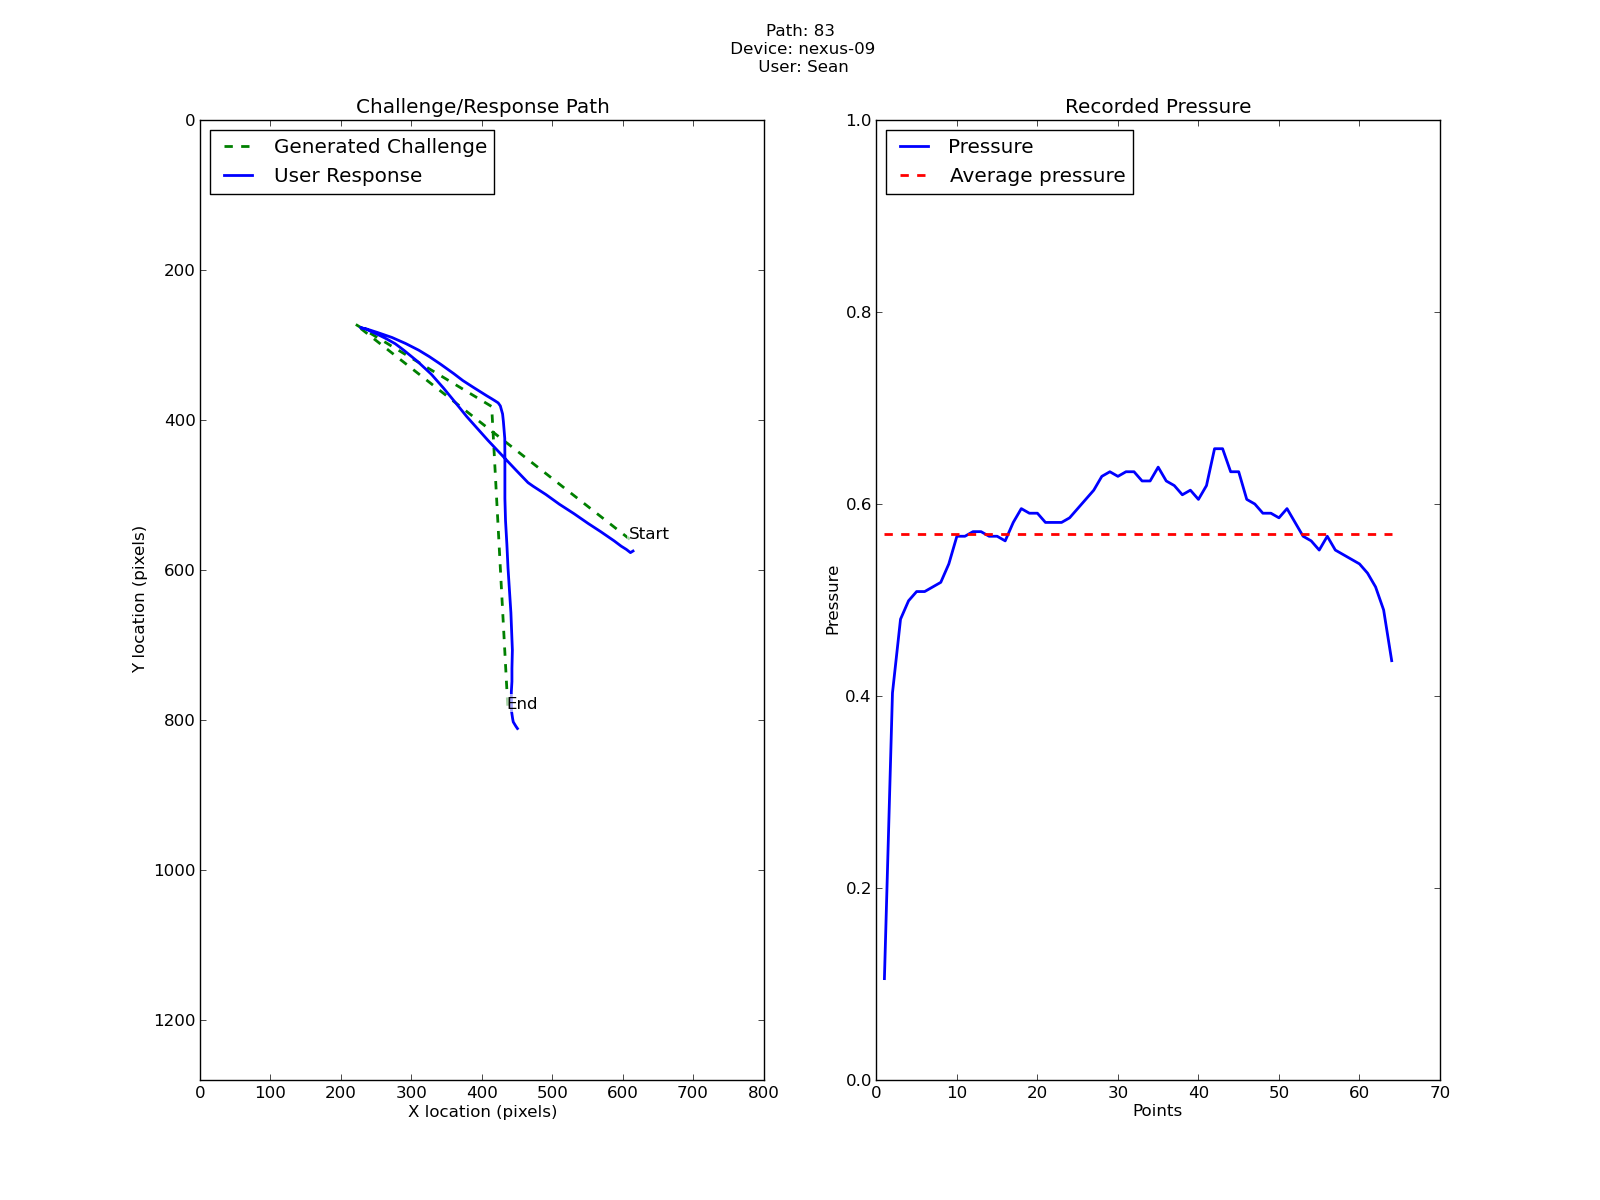 Path: 83
Device: nexus-09
User: Sean
Challenge/Response Path
Generated Challenge
User Response
0
200
400
600
800
1000
1200
Y location (pixels)
Start
End
0 100 200 300 400 500 600 700 800
X location (pixels)
Recorded Pressure
Pressure
Average pressure
1.0
0.8
0.6
0.4
0.2
0.0
Pressure
0 10 20 30 40 50 60 70
Points